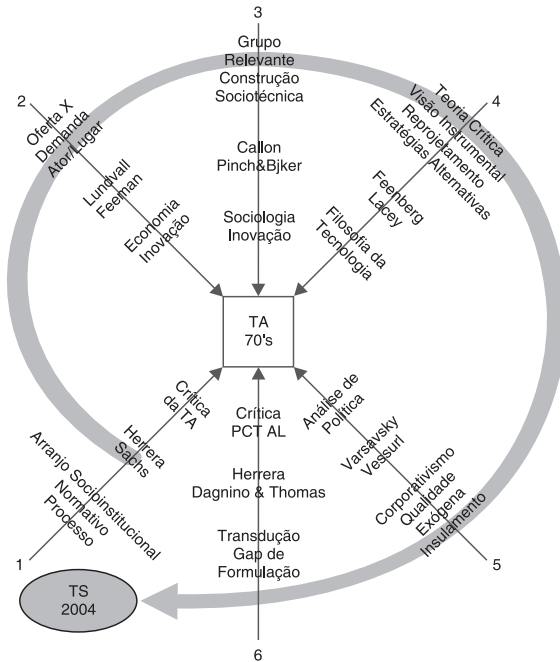 3
Grupo
Relevante
Construção
Sociotécnica
Callon
Pinch&Bjker
Sociologia
Inovação
2
Oferta X
Demanda
Ator/Lugar
Lundvall
Feeman
Economia
Inovação
4
Teoria Crítica
Visão Instrumental
Reprojetamento
Estratégias Alternativas
Feenberg
Lacey
Filosofia da
Tecnologia
TA
70's
1
Arranjo Socioinstitucional
Normativo
Processo
Herrera
Sachs
Crítica
da TA
Crítica
PCT AL
Herrera
Dagnino & Thomas
Transdução
Gap de
Formulação
6
Análise de
Política
Varsavsky
Vessurl
Corporativismo
Qualidade
Exógena
Insulamento
5
TS
2004